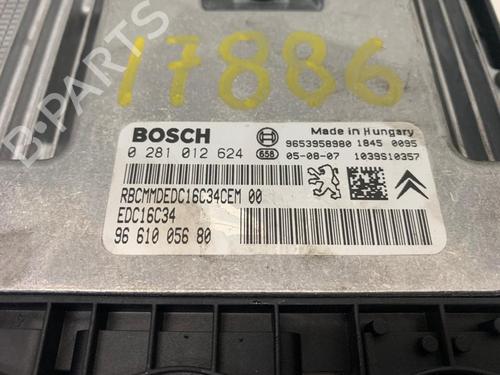 17886
B-PARTS
BOSCH
Made in Hungary
9653958980 1845 0095
0 281 012 624 656 05-08-07 1039S10357
RBCMMDEDC16C34CEM 00
EDC16C34
96 610 056 80